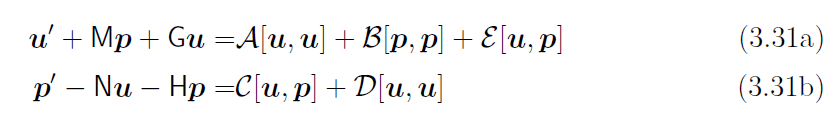 𝒖′ + 𝖬𝒑 + 𝖦𝒖 =𝒜[𝒖, 𝒖] + ℬ[𝒑, 𝒑] + ℰ[𝒖, 𝒑] (3.31a)
𝒑′ − 𝖭𝒖 − 𝖧𝒑 =𝒞[𝒖, 𝒑] + 𝒟[𝒖, 𝒖] (3.31b)